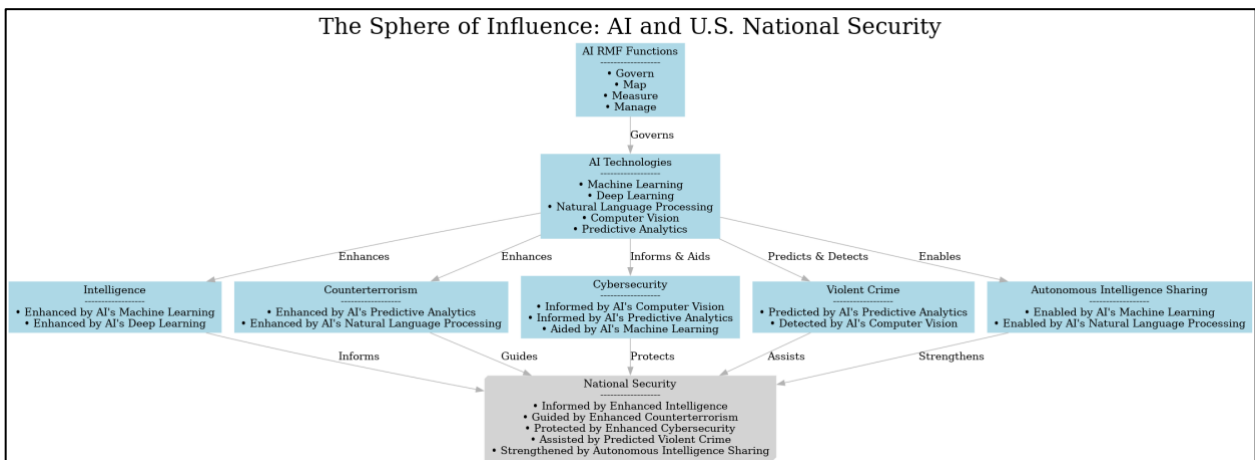 The Sphere of Influence: AI and U.S. National Security
AI RMF Functions
------------------
• Govern
• Map
• Measure
• Manage
Governs
AI Technologies
------------------
• Machine Learning
• Deep Learning
• Natural Language Processing
• Computer Vision
• Predictive Analytics
Enhances
Enhances
Informs & Aids
Predicts & Detects
Enables
Intelligence
------------------
• Enhanced by AI's Machine Learning
• Enhanced by AI's Deep Learning
Counterterrorism
------------------
• Enhanced by AI's Predictive Analytics
• Enhanced by AI's Natural Language Processing
Cybersecurity
------------------
• Informed by AI's Computer Vision
• Informed by AI's Predictive Analytics
• Aided by AI's Machine Learning
Violent Crime
------------------
• Predicted by AI's Predictive Analytics
• Detected by AI's Computer Vision
Autonomous Intelligence Sharing
------------------
• Enabled by AI's Machine Learning
• Enabled by AI's Natural Language Processing
Informs
Guides
Protects
Assists
Strengthens
National Security
------------------
• Informed by Enhanced Intelligence
• Guided by Enhanced Counterterrorism
• Protected by Enhanced Cybersecurity
• Assisted by Predicted Violent Crime
• Strengthened by Autonomous Intelligence Sharing